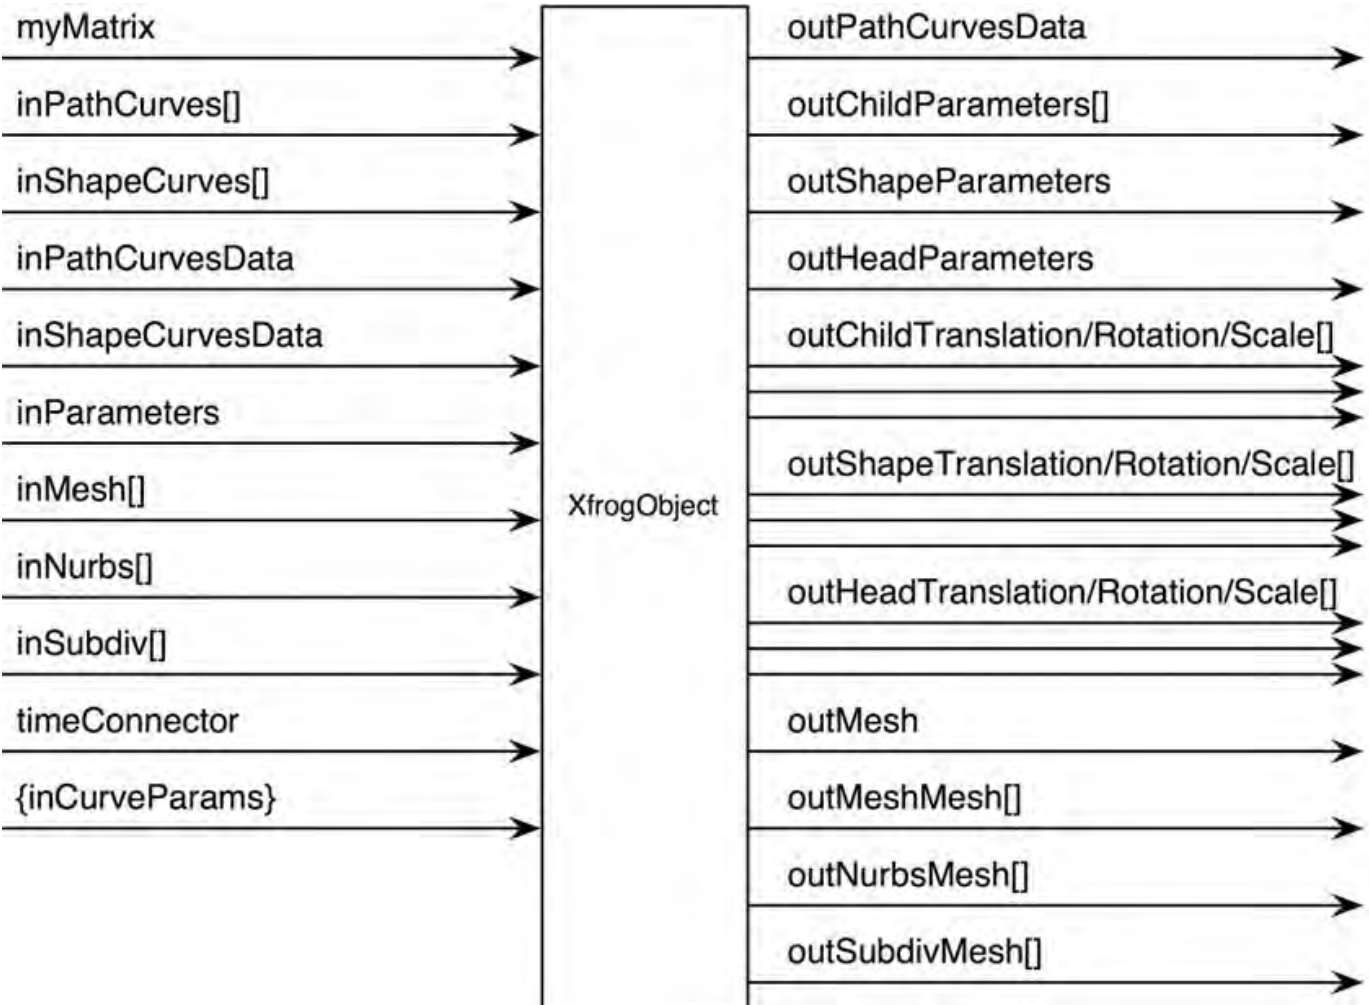 myMatrix
inPathCurves[]
inShapeCurves[]
inPathCurvesData
inShapeCurvesData
inParameters
inMesh[]
inNurbs[]
inSubdiv[]
timeConnector
{inCurveParams}
XfrogObject
outPathCurvesData
outChildParameters[]
outShapeParameters
outHeadParameters
outChildTranslation/Rotation/Scale[]
outShapeTranslation/Rotation/Scale[]
outHeadTranslation/Rotation/Scale[]
outMesh
outMeshMesh[]
outNurbsMesh[]
outSubdivMesh[]